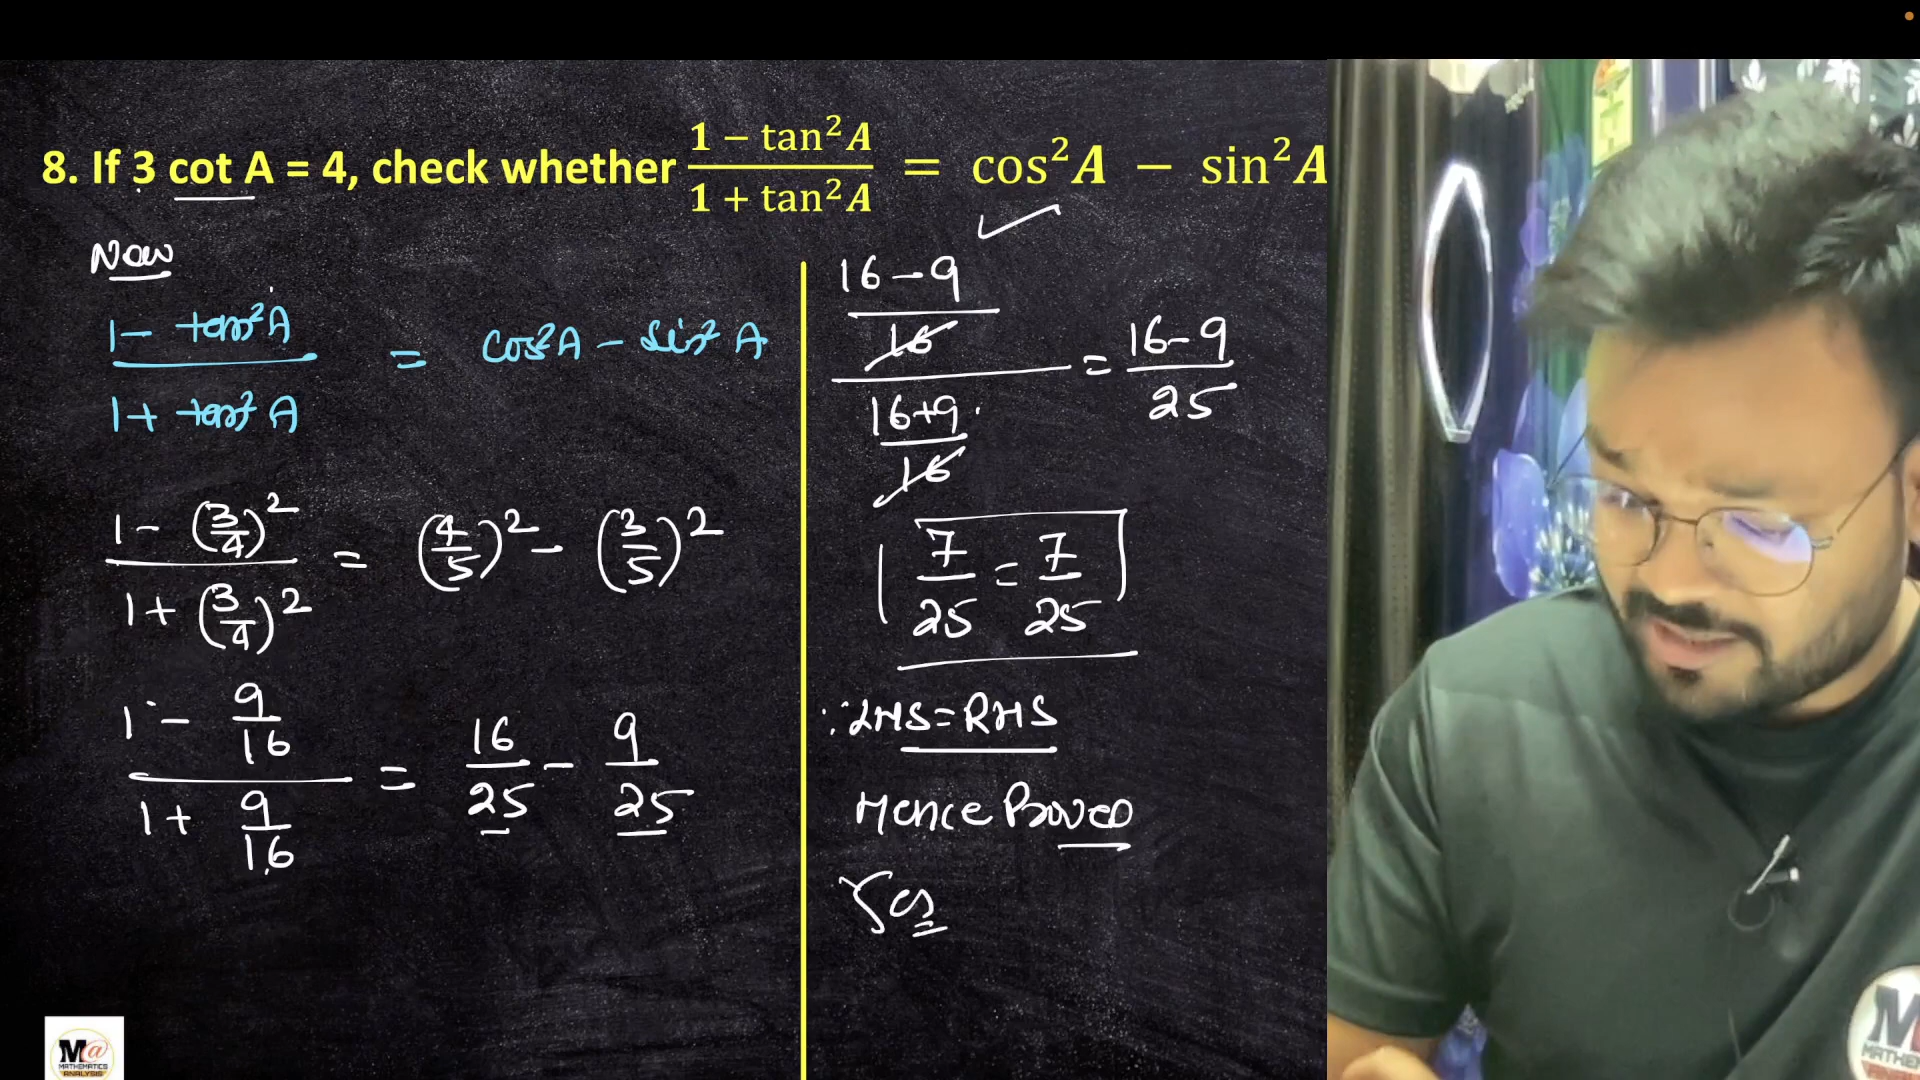 8. If 3 cot A = 4, check whether (1 − tan²A)/(1 + tan²A) = cos²A − sin²A
Now
(1 − tan²A)/(1 + tan²A) = cos²A − sin²A
(1 − (3/4)²)/(1 + (3/4)²) = (4/5)² − (3/5)²
(1 − 9/16)/(1 + 9/16) = 16/25 − 9/25
((16 − 9)/16)/((16+9)/16) = (16−9)/25
7/25 = 7/25
∵ LHS = RHS
Hence Proved
Yes
M@
MATHEMATICS
ANALYSIS